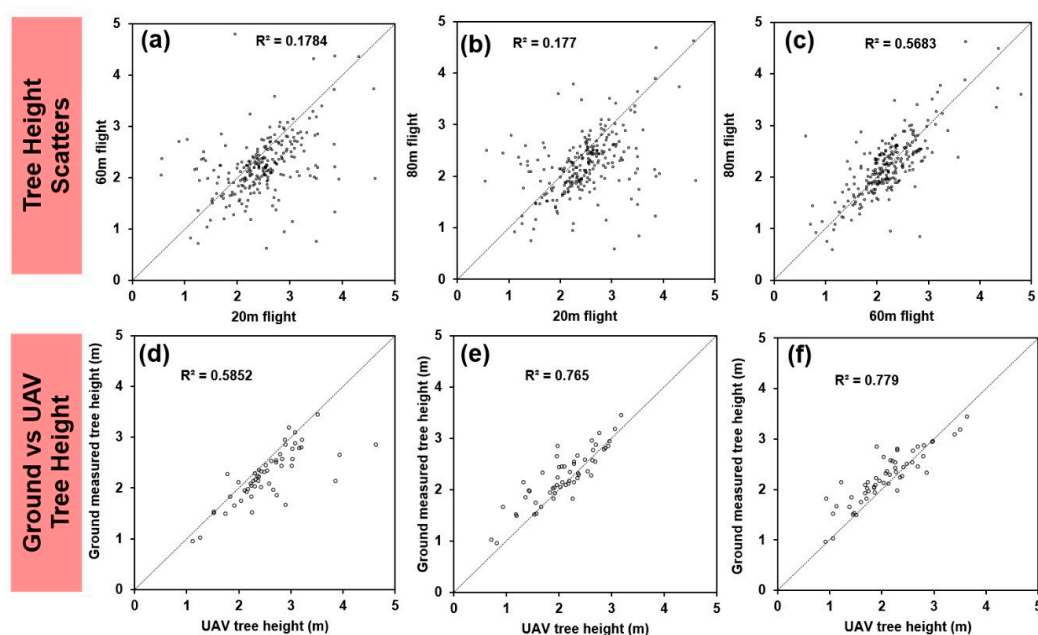 Tree Height
Scatters
(a)
R² = 0.1784
5
4
3
2
1
0
60m flight
0 1 2 3 4 5
20m flight
(b)
R² = 0.177
5
4
3
2
1
0
80m flight
0 1 2 3 4 5
20m flight
(c)
R² = 0.5683
5
4
3
2
1
0
80m flight
0 1 2 3 4 5
60m flight
Ground vs UAV
Tree Height
(d)
R² = 0.5852
5
4
3
2
1
0
Ground measured tree height (m)
0 1 2 3 4 5
UAV tree height (m)
(e)
R² = 0.765
5
4
3
2
1
0
Ground measured tree height (m)
0 1 2 3 4 5
UAV tree height (m)
(f)
R² = 0.779
5
4
3
2
1
0
Ground measured tree height (m)
0 1 2 3 4 5
UAV tree height (m)